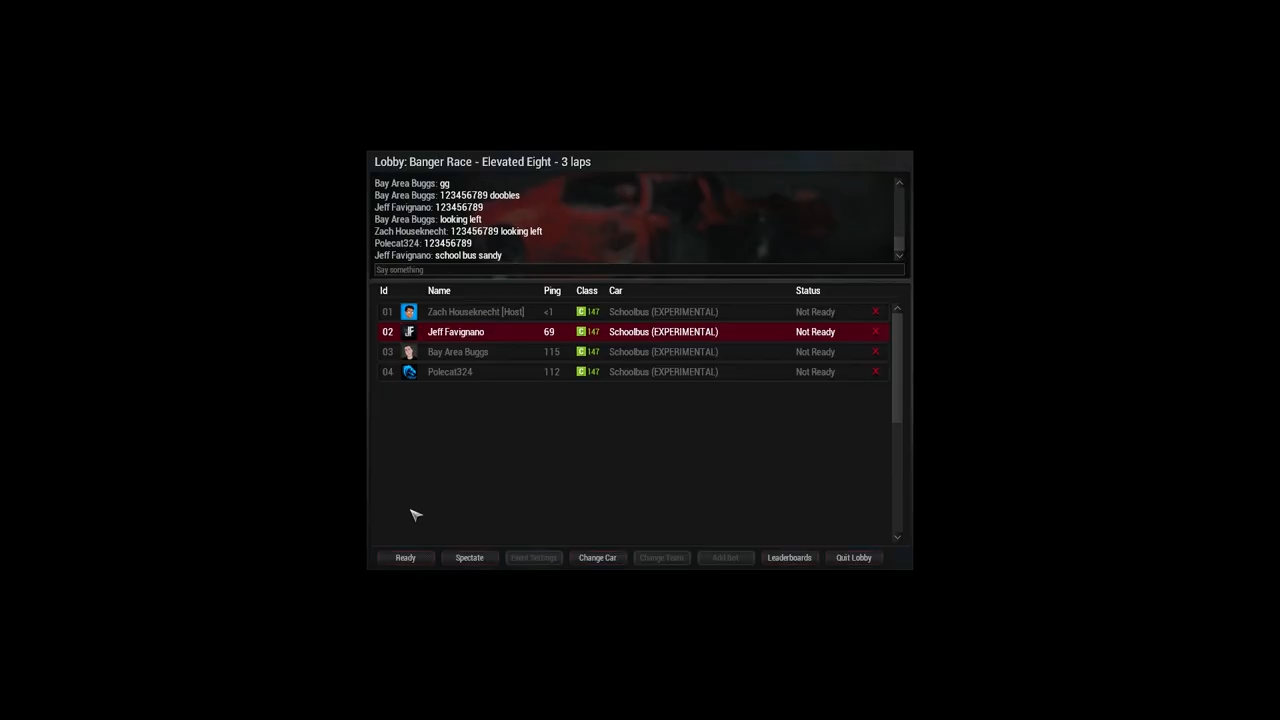 Lobby: Banger Race - Elevated Eight - 3 laps
Bay Area Buggs: gg
Bay Area Buggs: 123456789 doobles
Jeff Favignano: 123456789
Bay Area Buggs: looking left
Zach Houseknecht: 123456789 looking left
Polecat324: 123456789
Jeff Favignano: school bus sandy
Say something
Id Name Ping Class Car Status
01 Zach Houseknecht [Host] <1 C 147 Schoolbus (EXPERIMENTAL) Not Ready X
02 JF Jeff Favignano 69 C 147 Schoolbus (EXPERIMENTAL) Not Ready X
03 Bay Area Buggs 115 C 147 Schoolbus (EXPERIMENTAL) Not Ready X
04 Polecat324 112 C 147 Schoolbus (EXPERIMENTAL) Not Ready X
Ready Spectate Event Settings Change Car Change Team Add Bot Leaderboards Quit Lobby